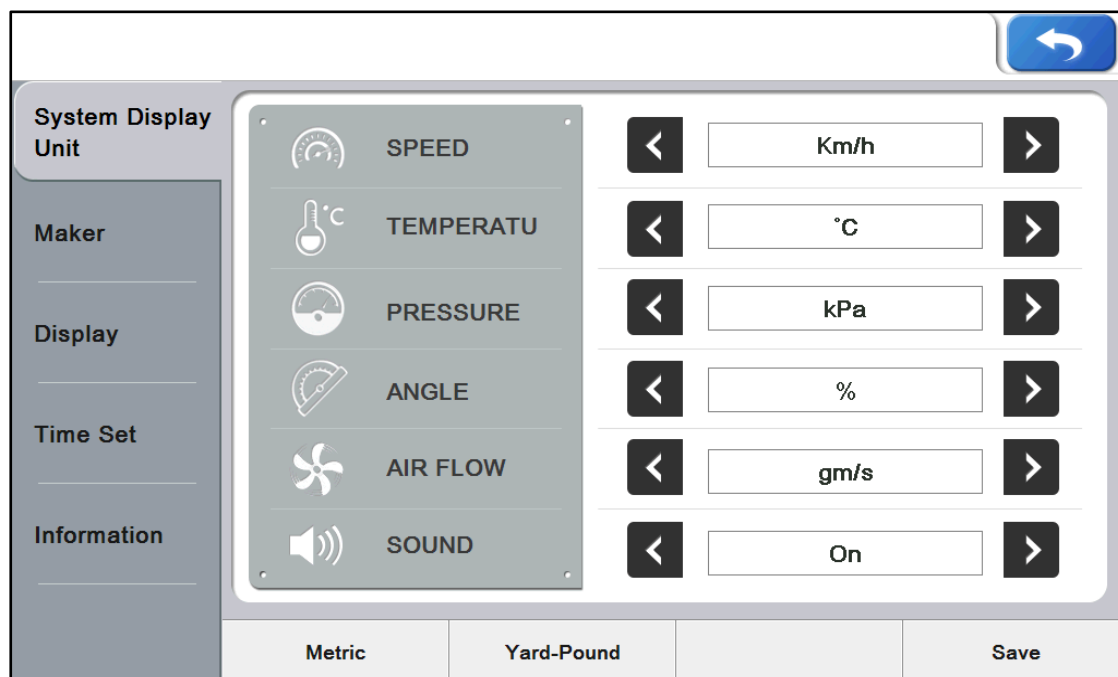 System Display
Unit
Maker
Display
Time Set
Information
SPEED
Km/h
°C
TEMPERATU
°C
PRESSURE
kPa
ANGLE
%
AIR FLOW
gm/s
SOUND
On
Metric
Yard-Pound
Save